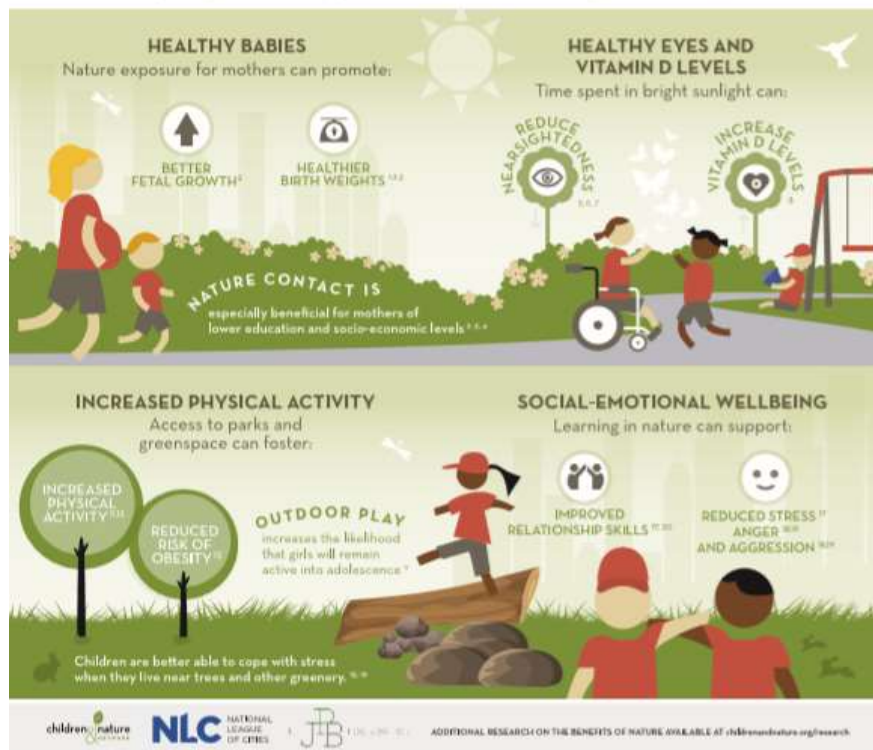 HEALTHY BABIES
Nature exposure for mothers can promote:
BETTER
FETAL GROWTH
HEALTHIER
BIRTH WEIGHTS
NATURE CONTACT IS
especially beneficial for mothers of
lower education and socio-economic levels
HEALTHY EYES AND
VITAMIN D LEVELS
Time spent in bright sunlight can:
REDUCE
NEARSIGHTEDNESS
INCREASE
VITAMIN D LEVELS
INCREASED PHYSICAL ACTIVITY
Access to parks and
greenspace can foster:
INCREASED
PHYSICAL
ACTIVITY
REDUCED
RISK OF
OBESITY
OUTDOOR PLAY
increases the likelihood
that girls will remain
active into adolescence
Children are better able to cope with stress
when they live near trees and other greenery.
SOCIAL-EMOTIONAL WELLBEING
Learning in nature can support:
IMPROVED
RELATIONSHIP SKILLS
REDUCED STRESS
ANGER
AND AGGRESSION
children & nature
NETWORK
NLC
NATIONAL
LEAGUE
OF CITIES
JPB
ADDITIONAL RESEARCH ON THE BENEFITS OF NATURE AVAILABLE AT childrenandnature.org/research